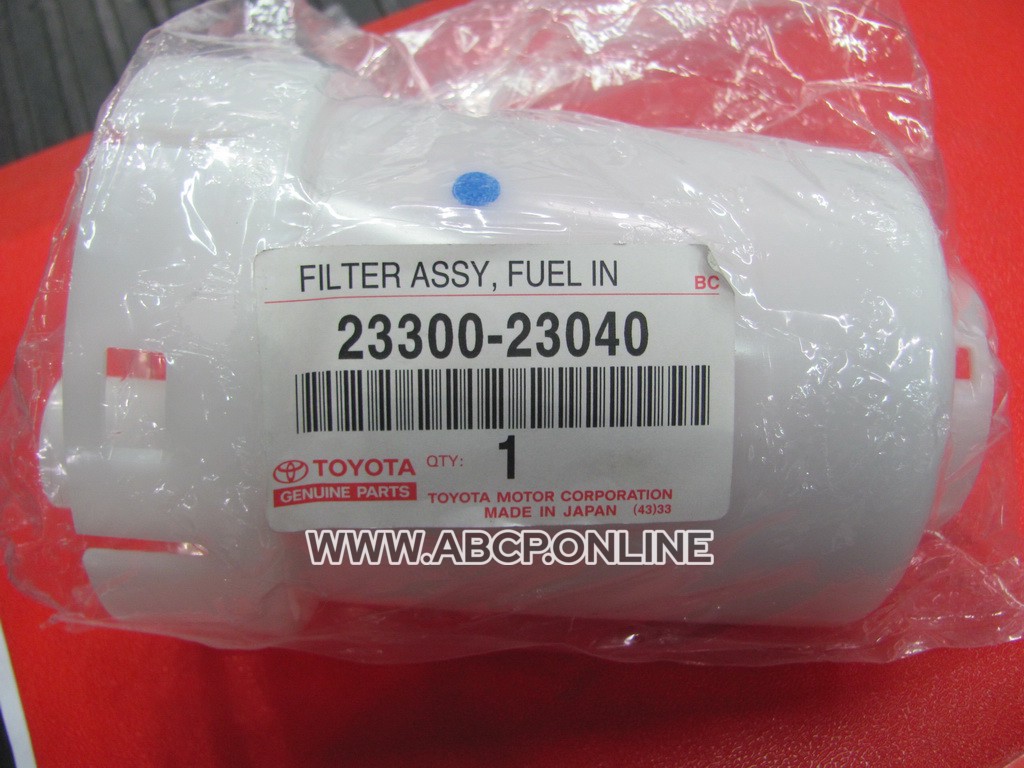 FILTER ASSY, FUEL IN BC
23300-23040
TOYOTA QTY: 1
GENUINE PARTS TOYOTA MOTOR CORPORATION
MADE IN JAPAN (43)33
WWW.ABCP.ONLINE